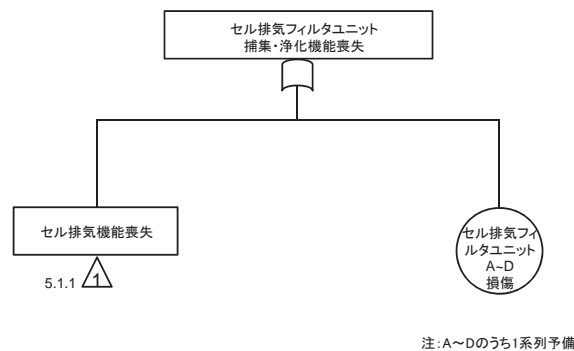 セル排気フィルタユニット
捕集・浄化機能喪失
セル排気機能喪失
5.1.1
1
セル排気フィ
ルタユニット
A~D
損傷
注:A～Dのうち1系列予備